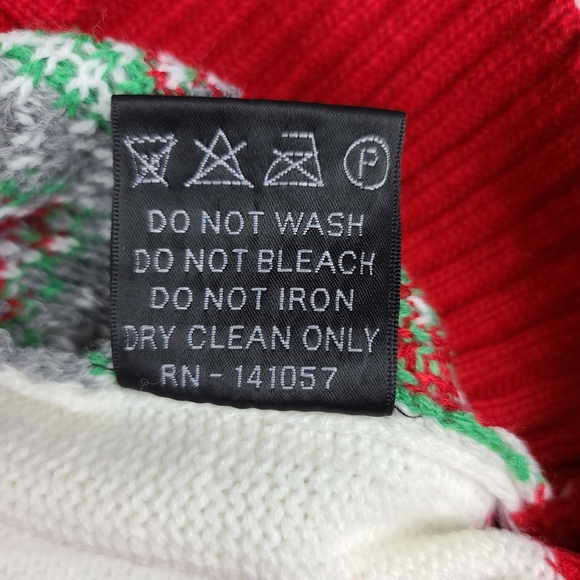 P
DO NOT WASH
DO NOT BLEACH
DO NOT IRON
DRY CLEAN ONLY
RN - 141057